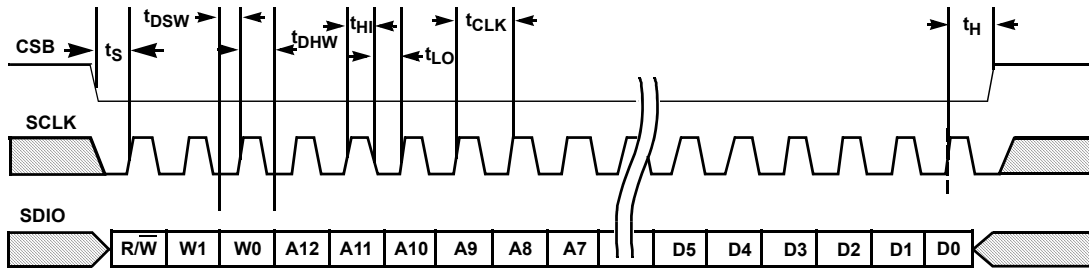 tDSW
tHI
tCLK
tH
CSB
tS
tDHW
tLO
SCLK
SDIO
R/W̅ W1 W0 A12 A11 A10 A9 A8 A7 D5 D4 D3 D2 D1 D0